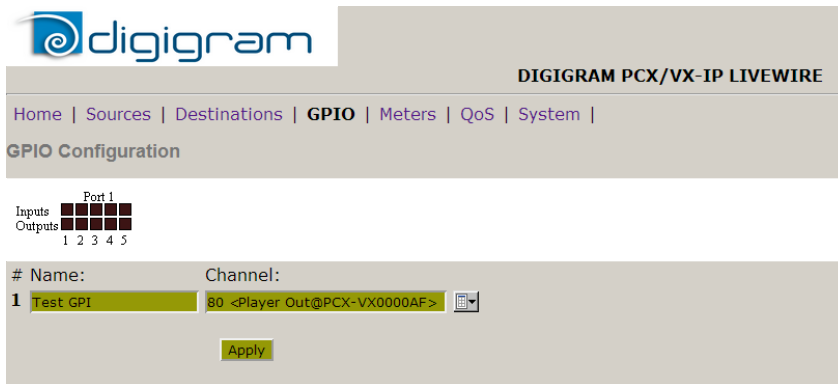 digigram
DIGIGRAM PCX/VX-IP LIVEWIRE
Home | Sources | Destinations | GPIO | Meters | QoS | System |
GPIO Configuration
Port 1
Inputs
Outputs
1 2 3 4 5
# Name: Channel:
1 Test GPI 80 <Player Out@PCX-VX0000AF>
Apply